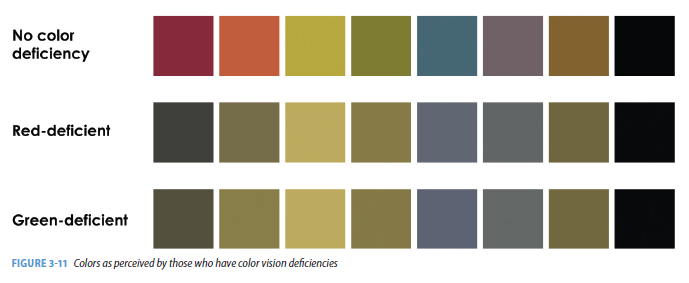 No color
deficiency
Red-deficient
Green-deficient
FIGURE 3-11 Colors as perceived by those who have color vision deficiencies